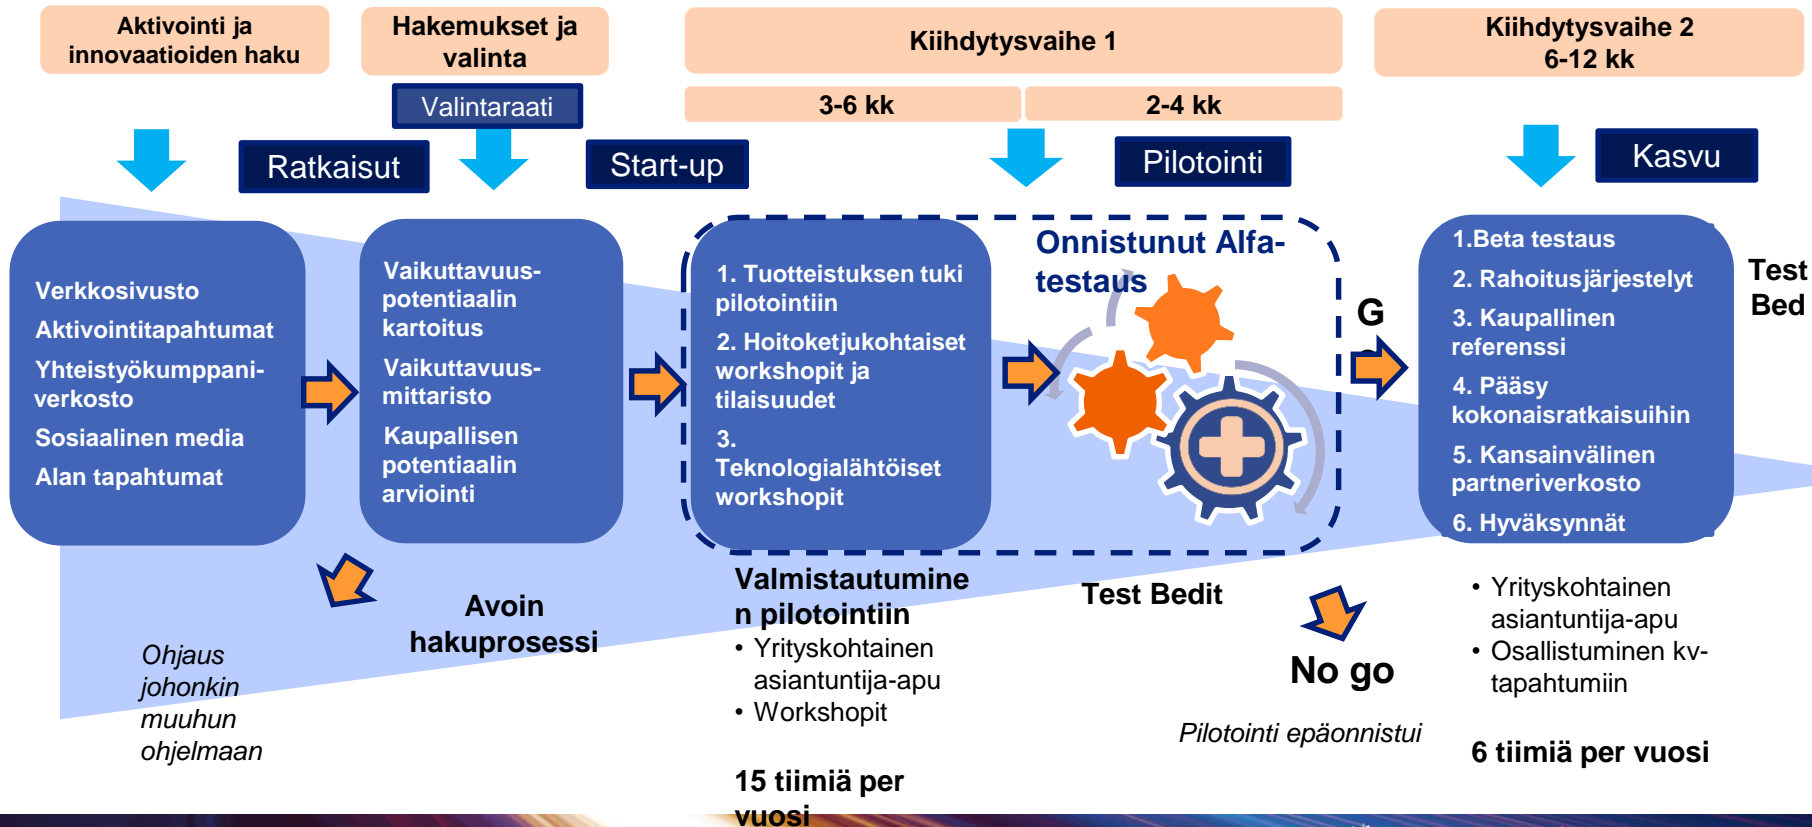 Aktivointi ja
innovaatioiden haku
Hakemukset ja
valinta
Valintaraati
Kiihdytysvaihe 1
3-6 kk
2-4 kk
Kiihdytysvaihe 2
6-12 kk
Ratkaisut
Start-up
Pilotointi
Kasvu
Verkkosivusto
Aktivointitapahtumat
Yhteistyökumppani-
verkosto
Sosiaalinen media
Alan tapahtumat
Vaikuttavuus-
potentiaalin
kartoitus
Vaikuttavuus-
mittaristo
Kaupallisen
potentiaalin
arviointi
1. Tuotteistuksen tuki
pilotointiin
2. Hoitoketjukohtaiset
workshopit ja
tilaisuudet
3.
Teknologialähtöiset
workshopit
Onnistunut Alfa-
testaus
G
1.Beta testaus
2. Rahoitusjärjestelyt
3. Kaupallinen
referenssi
4. Pääsy
kokonaisratkaisuihin
5. Kansainvälinen
partneriverkosto
6. Hyväksynnät
Test
Bed
Ohjaus
johonkin
muuhun
ohjelmaan
Avoin
hakuprosessi
Valmistautumine
n pilotointiin
• Yrityskohtainen
asiantuntija-apu
• Workshopit
15 tiimiä per
vuosi
Test Bedit
No go
Pilotointi epäonnistui
• Yrityskohtainen
asiantuntija-apu
• Osallistuminen kv-
tapahtumiin
6 tiimiä per vuosi